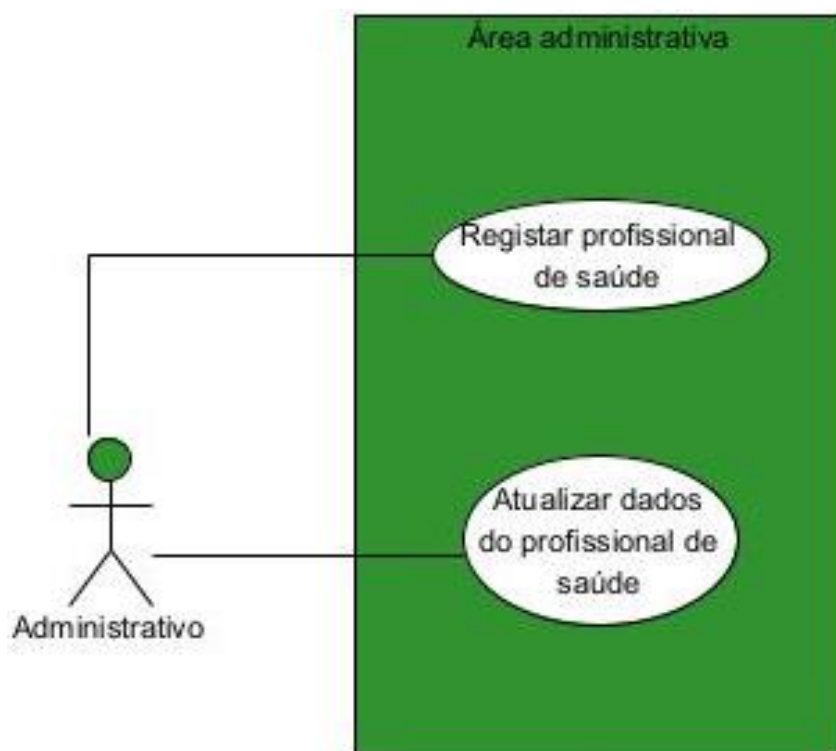 Área administrativa
Registar profissional
de saúde
Atualizar dados
do profissional de
saúde
Administrativo